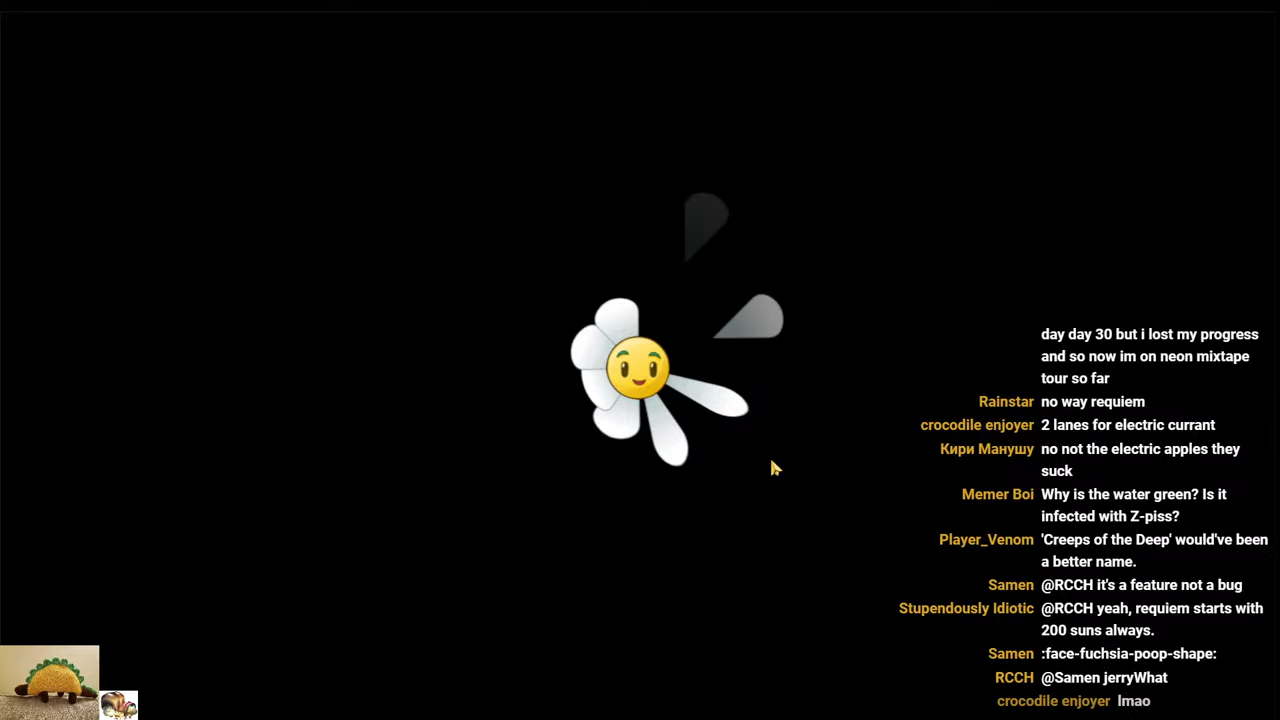 day day 30 but i lost my progress
and so now im on neon mixtape
tour so far
Rainstar no way requiem
crocodile enjoyer 2 lanes for electric currant
Кири Манушу no not the electric apples they
suck
Memer Boi Why is the water green? Is it
infected with Z-piss?
Player_Venom 'Creeps of the Deep' would've been
a better name.
Samen @RCCH it's a feature not a bug
Stupendously Idiotic @RCCH yeah, requiem starts with
200 suns always.
Samen :face-fuchsia-poop-shape:
RCCH @Samen jerryWhat
crocodile enjoyer lmao